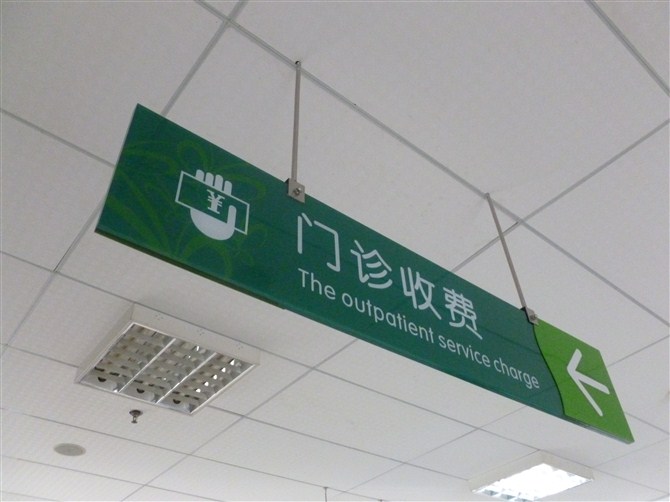 ¥
门诊收费
The outpatient service charge